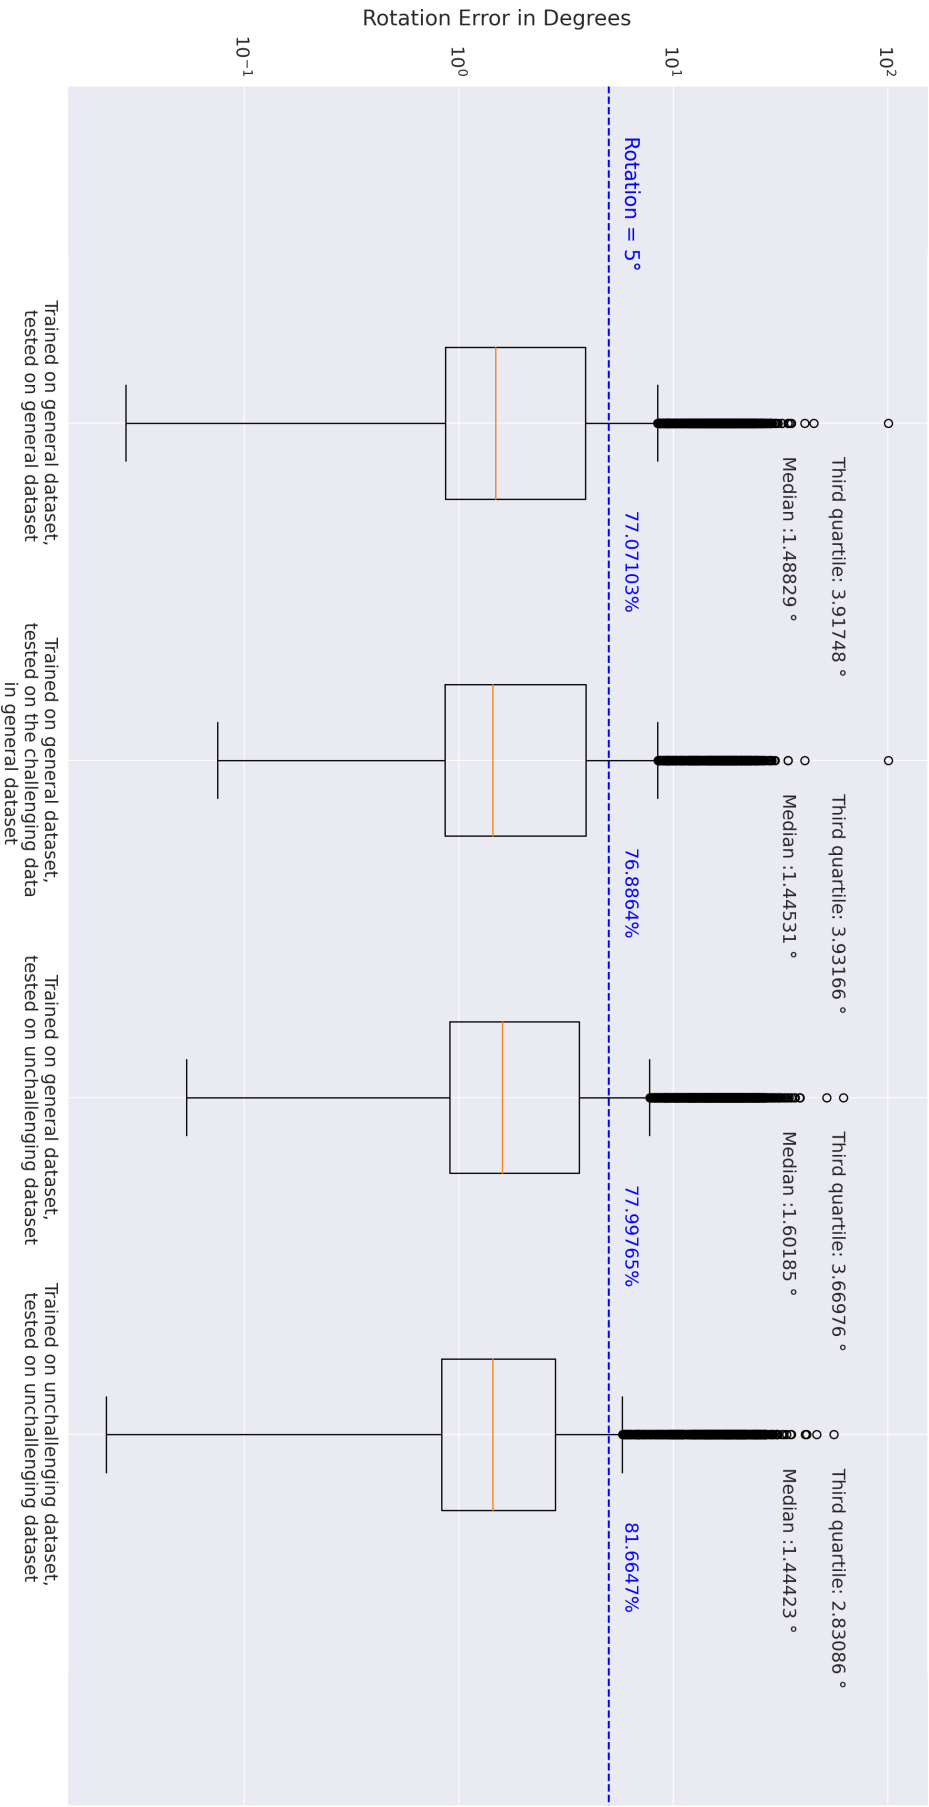 Rotation Error in Degrees
10²
10¹
10⁰
10⁻¹
Rotation = 5°
Third quartile: 3.91748 °
Median :1.48829 °
77.07103%
Third quartile: 3.93166 °
Median :1.44531 °
76.8864%
Third quartile: 3.66976 °
Median :1.60185 °
77.99765%
Third quartile: 2.83086 °
Median :1.44423 °
81.6647%
Trained on general dataset,
tested on general dataset
Trained on general dataset,
tested on the challenging data
in general dataset
Trained on general dataset,
tested on unchallenging dataset
Trained on unchallenging dataset,
tested on unchallenging dataset